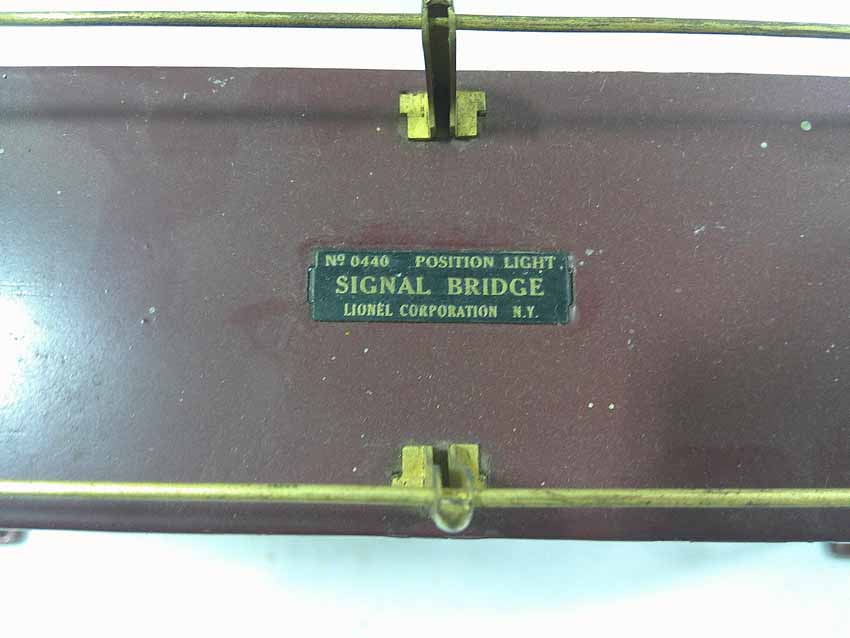 Nº 0440 POSITION LIGHT
SIGNAL BRIDGE
LIONEL CORPORATION N.Y.